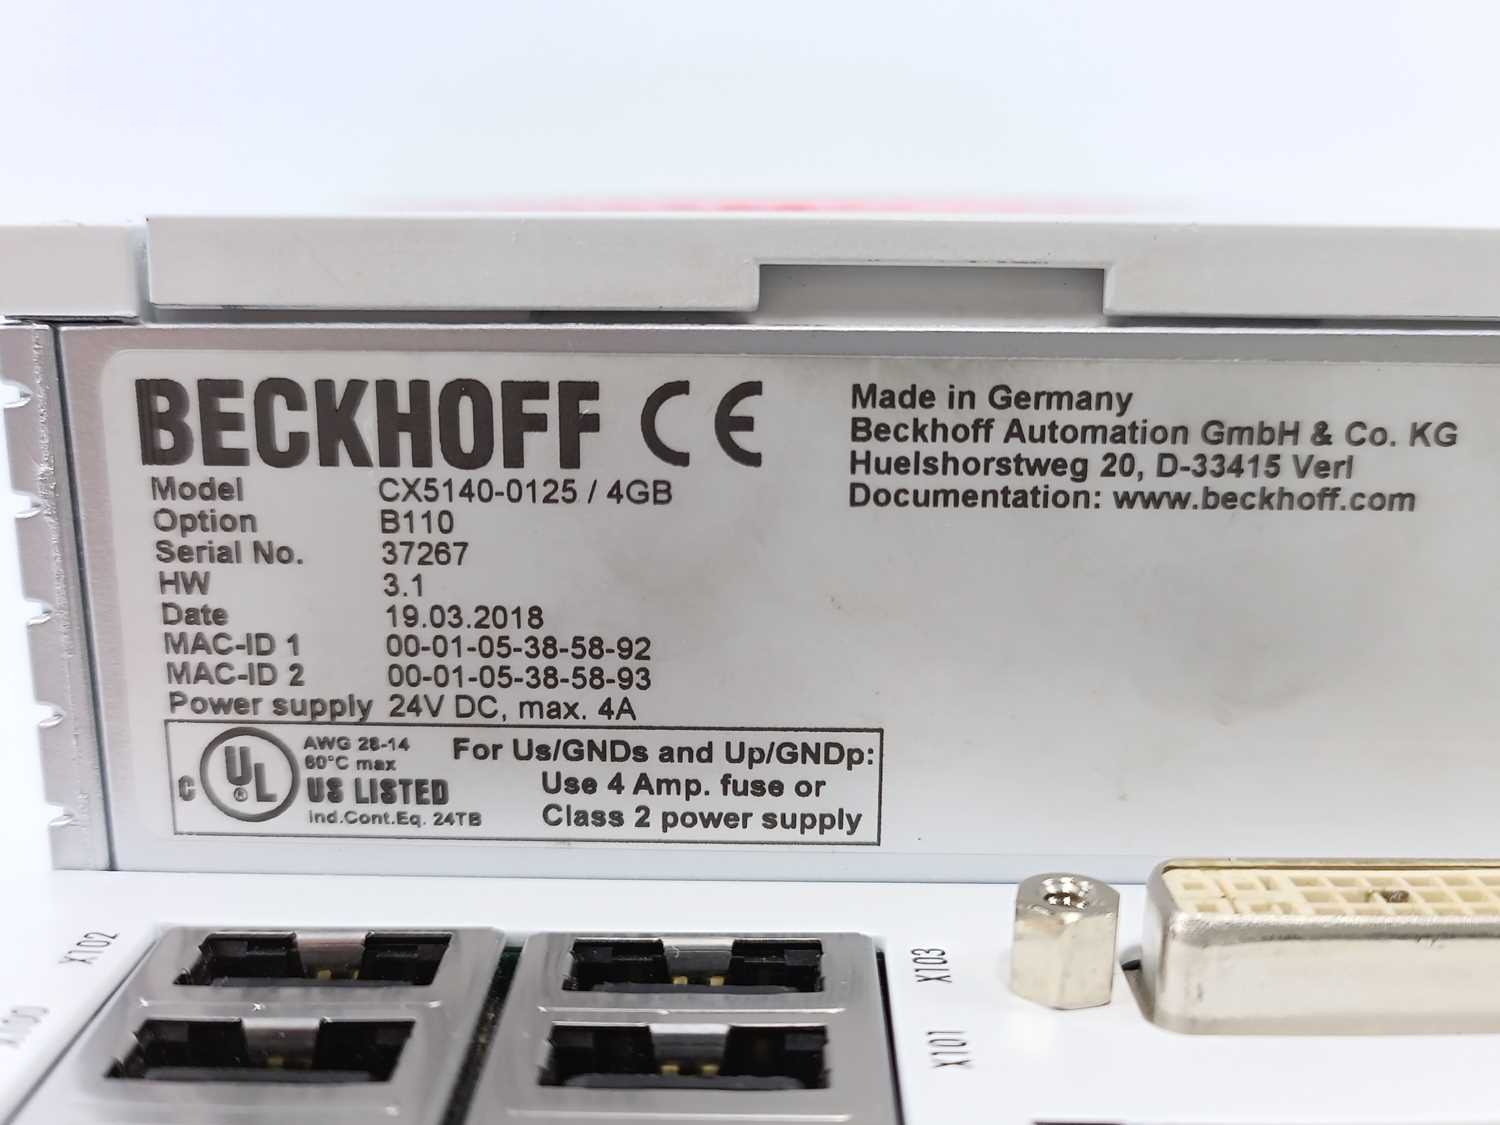 BECKHOFF CE
Model CX5140-0125 / 4GB
Option B110
Serial No. 37267
HW 3.1
Date 19.03.2018
MAC-ID 1 00-01-05-38-58-92
MAC-ID 2 00-01-05-38-58-93
Power supply 24V DC, max. 4A
Made in Germany
Beckhoff Automation GmbH & Co. KG
Huelshorstweg 20, D-33415 Verl
Documentation: www.beckhoff.com
C UL ® US LISTED
AWG 28-14
60°C max
Ind.Cont.Eq. 24TB
For Us/GNDs and Up/GNDp:
Use 4 Amp. fuse or
Class 2 power supply
X102
X100
X103
X101